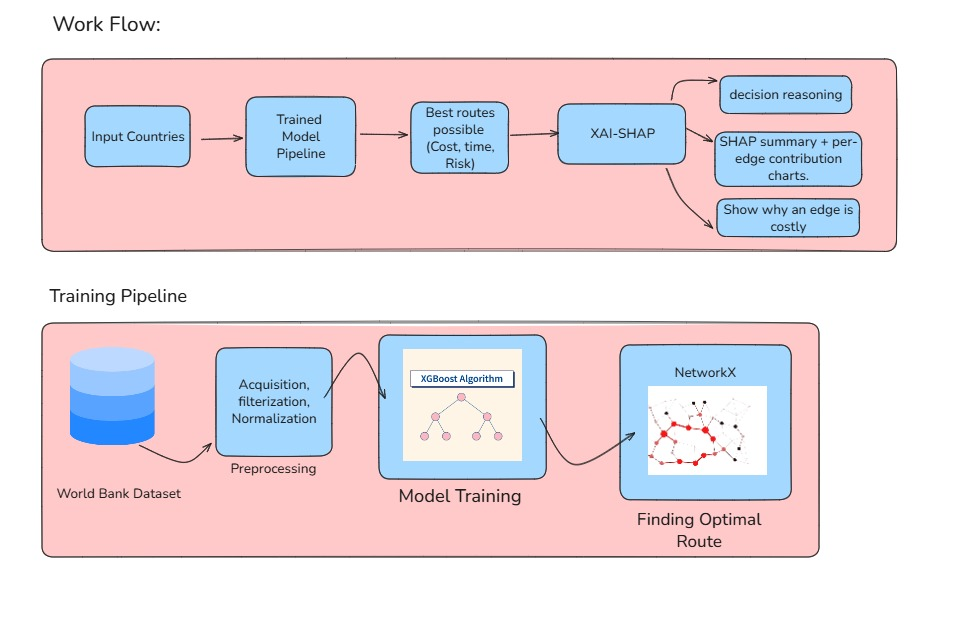 Work Flow:
Input Countries
Trained
Model
Pipeline
Best routes
possible
(Cost, time,
Risk)
XAI-SHAP
decision reasoning
SHAP summary + per-
edge contribution
charts.
Show why an edge is
costly
Training Pipeline
World Bank Dataset
Acquisition,
filterization,
Normalization
Preprocessing
XGBoost Algorithm
Model Training
NetworkX
Finding Optimal
Route